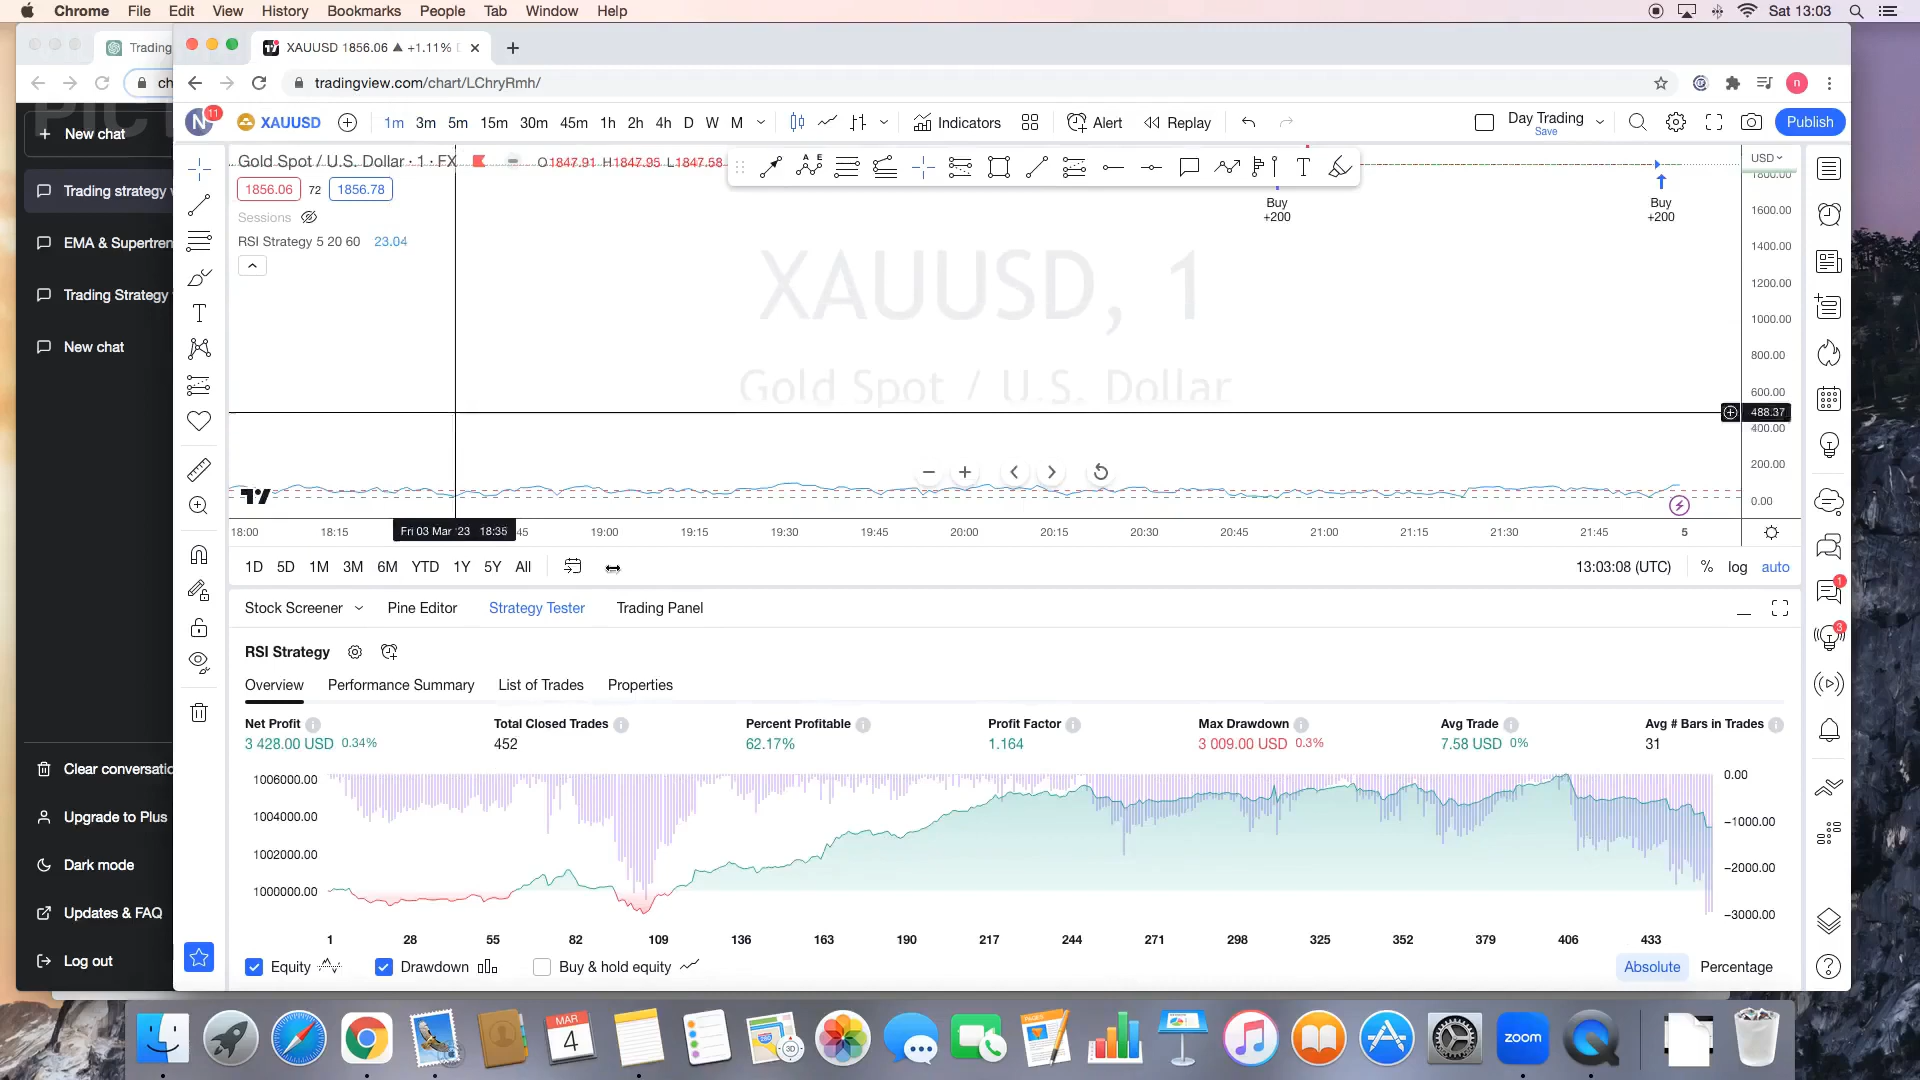 Chrome File Edit View History Bookmarks People Tab Window Help Sat 13:03
Trading
XAUUSD 1856.06 ▲ +1.11%
ch
tradingview.com/chart/LChryRmh/
n
PICT
New chat
Trading strategy
EMA & Supertren
Trading Strategy
New chat
Clear conversatio
Upgrade to Plus
Dark mode
Updates & FAQ
Log out
N 11 XAUUSD 1m 3m 5m 15m 30m 45m 1h 2h 4h D W M Indicators Alert Replay Day Trading Save Publish
Gold Spot / U.S. Dollar · 1 · FX O1847.91 H1847.95 L1847.58
A E
T
USD
1856.06 72 1856.78
Sessions
RSI Strategy 5 20 60 23.04
Buy
+200
Buy
+200
XAUUSD, 1
Gold Spot / U.S. Dollar
1800.00
1600.00
1400.00
1200.00
1000.00
800.00
600.00
488.37
400.00
200.00
0.00
18:00 18:15 Fri 03 Mar '23 18:35 :45 19:00 19:15 19:30 19:45 20:00 20:15 20:30 20:45 21:00 21:15 21:30 21:45 5
1D 5D 1M 3M 6M YTD 1Y 5Y All 13:03:08 (UTC) % log auto
Stock Screener Pine Editor Strategy Tester Trading Panel
1
3
RSI Strategy
Overview Performance Summary List of Trades Properties
Net Profit Total Closed Trades Percent Profitable Profit Factor Max Drawdown Avg Trade Avg # Bars in Trades
3 428.00 USD 0.34% 452 62.17% 1.164 3 009.00 USD 0.3% 7.58 USD 0% 31
1006000.00 0.00
1004000.00 −1000.00
1002000.00 −2000.00
1000000.00 −3000.00
1 28 55 82 109 136 163 190 217 244 271 298 325 352 379 406 433
Equity Drawdown Buy & hold equity Absolute Percentage
MAR
4
280
3D
PAGES
zoom